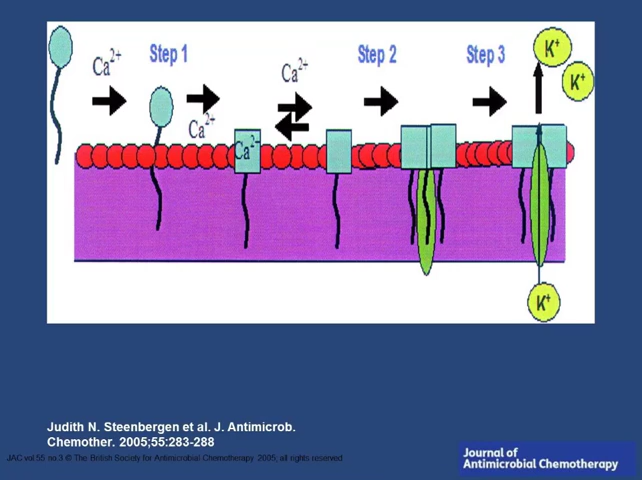 Ca2+
Step 1
Ca2+
Ca2+
Ca2+
Step 2
Step 3
K+
K+
K+
Judith N. Steenbergen et al. J. Antimicrob.
Chemother. 2005;55:283-288
JAC vol.55 no.3 © The British Society for Antimicrobial Chemotherapy 2005; all rights reserved
Journal of
Antimicrobial Chemotherapy